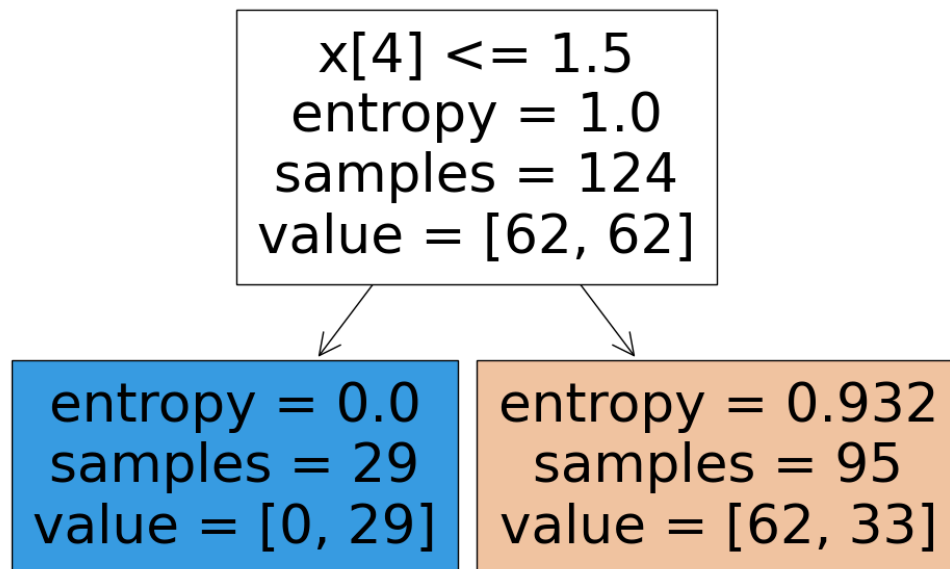 x[4] <= 1.5
entropy = 1.0
samples = 124
value = [62, 62]
entropy = 0.0
samples = 29
value = [0, 29]
entropy = 0.932
samples = 95
value = [62, 33]